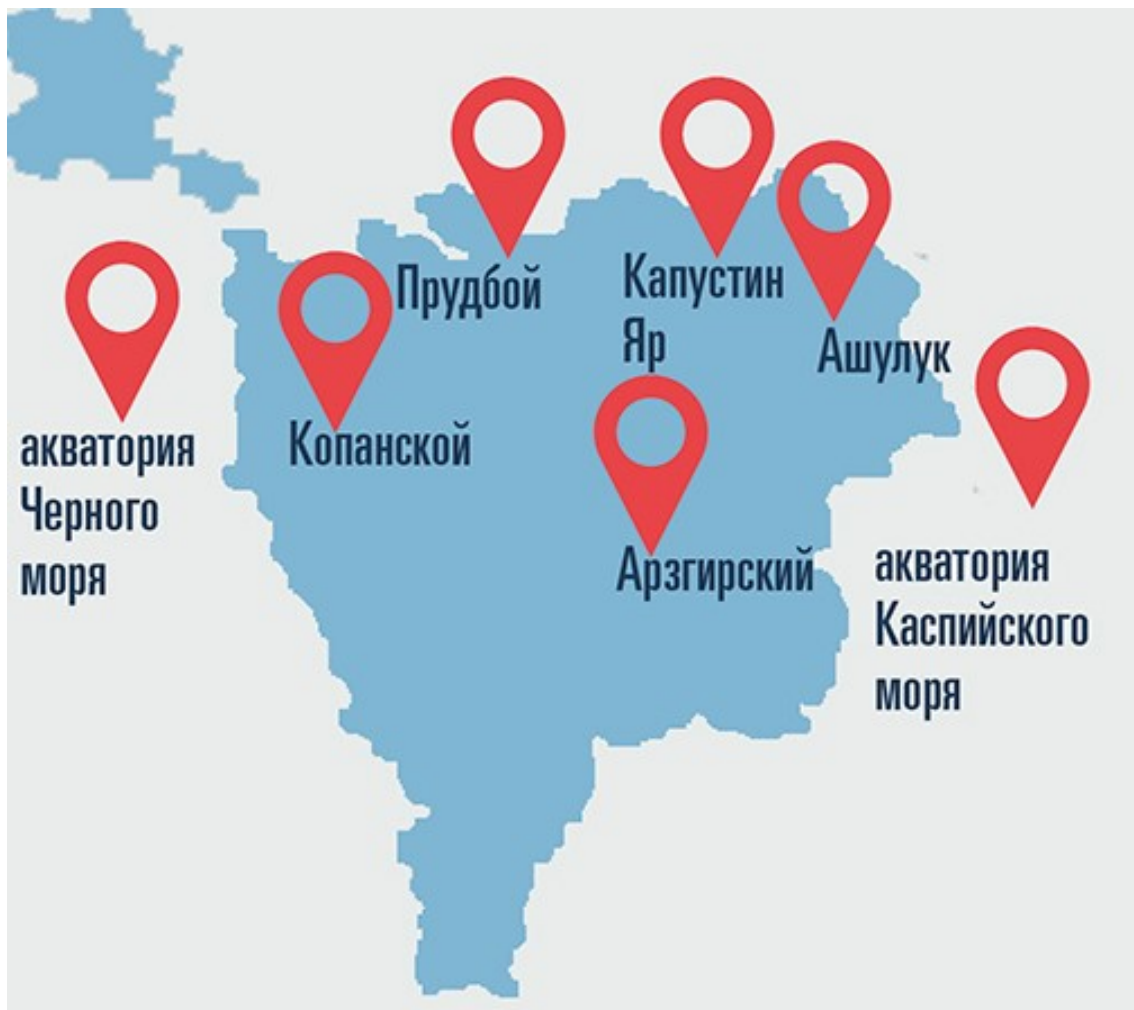 Прудбой
Капустин
Яр
Ашулук
акватория
Черного
моря
Копанской
Арзгирский
акватория
Каспийского
моря